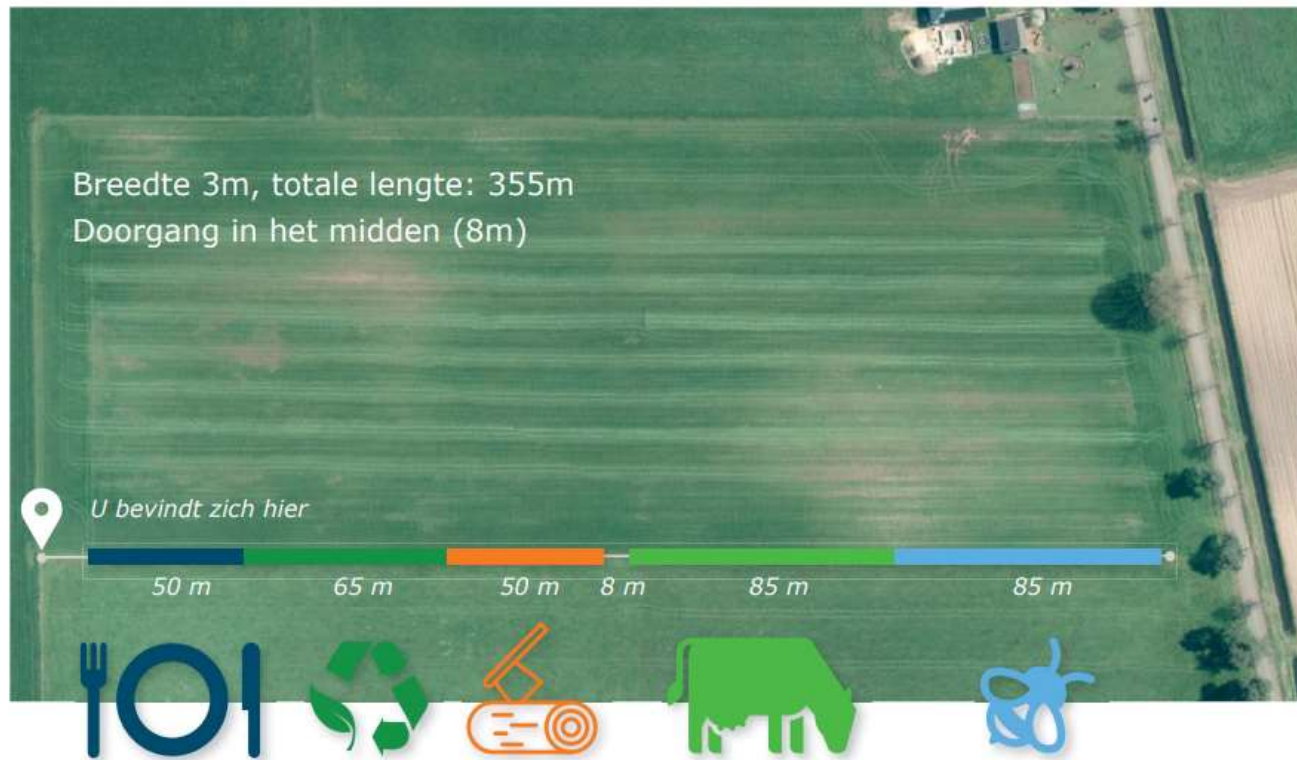 Breedte 3m, totale lengte: 355m
Doorgang in het midden (8m)
U bevindt zich hier
50 m 65 m 50 m 8 m 85 m 85 m